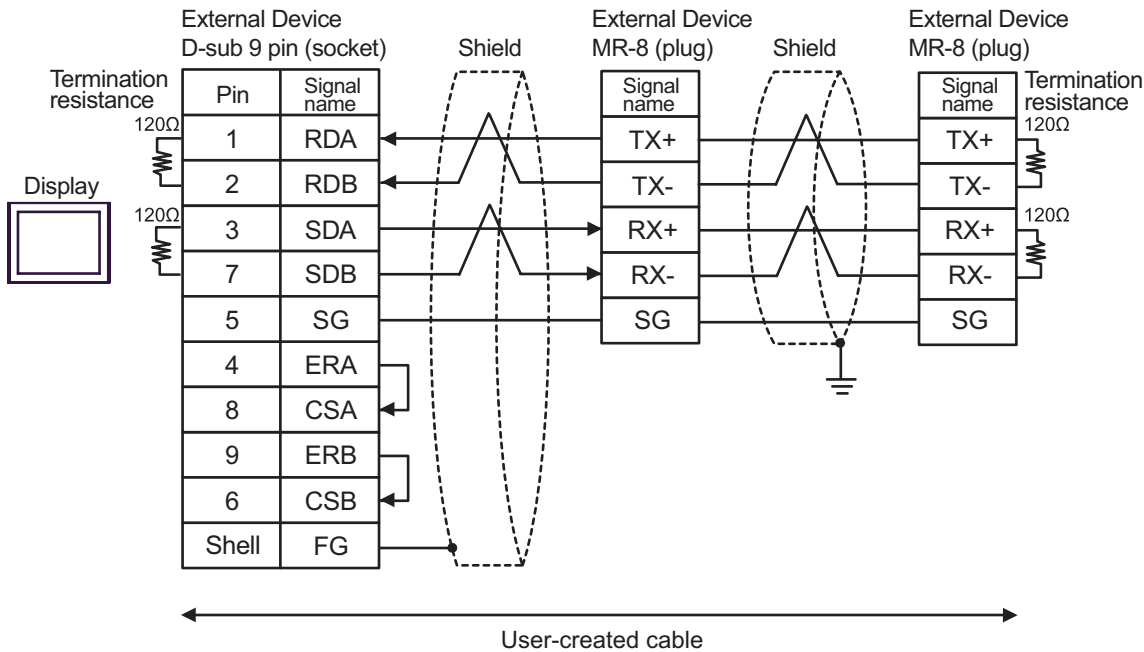 External Device
D-sub 9 pin (socket)
Shield
External Device
MR-8 (plug)
Shield
External Device
MR-8 (plug)
Termination
resistance
Pin
Signal
name
Signal
name
Signal
name
Termination
resistance
120Ω
1 RDA TX+ TX+
120Ω
2 RDB TX- TX-
Display
120Ω
3 SDA RX+ RX+
120Ω
7 SDB RX- RX-
5 SG SG SG
4 ERA
8 CSA
9 ERB
6 CSB
Shell FG
User-created cable